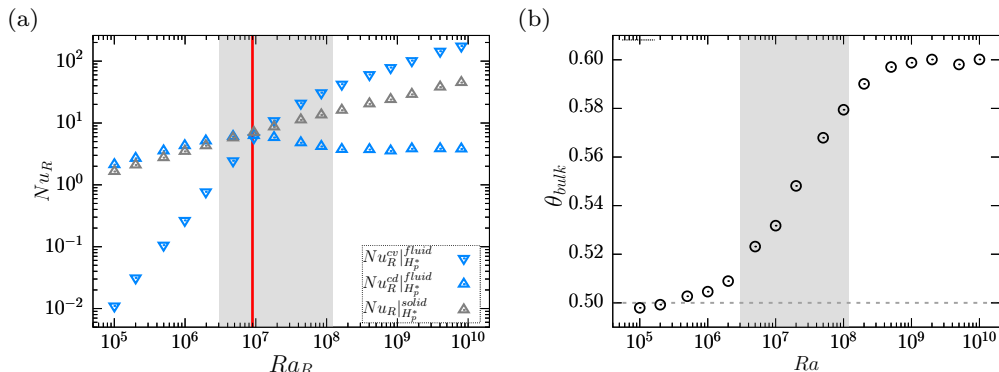 (a)
10^2
10^1
10^0
10^{-1}
10^{-2}
Nu_R
Nu_R^{cv}|_{H_p^*}^{fluid}
Nu_R^{cd}|_{H_p^*}^{fluid}
Nu_R|_{H_p^*}^{solid}
10^5 10^6 10^7 10^8 10^9 10^{10}
Ra_R
(b)
0.60
0.58
0.56
0.54
0.52
0.50
θ_{bulk}
10^5 10^6 10^7 10^8 10^9 10^{10}
Ra